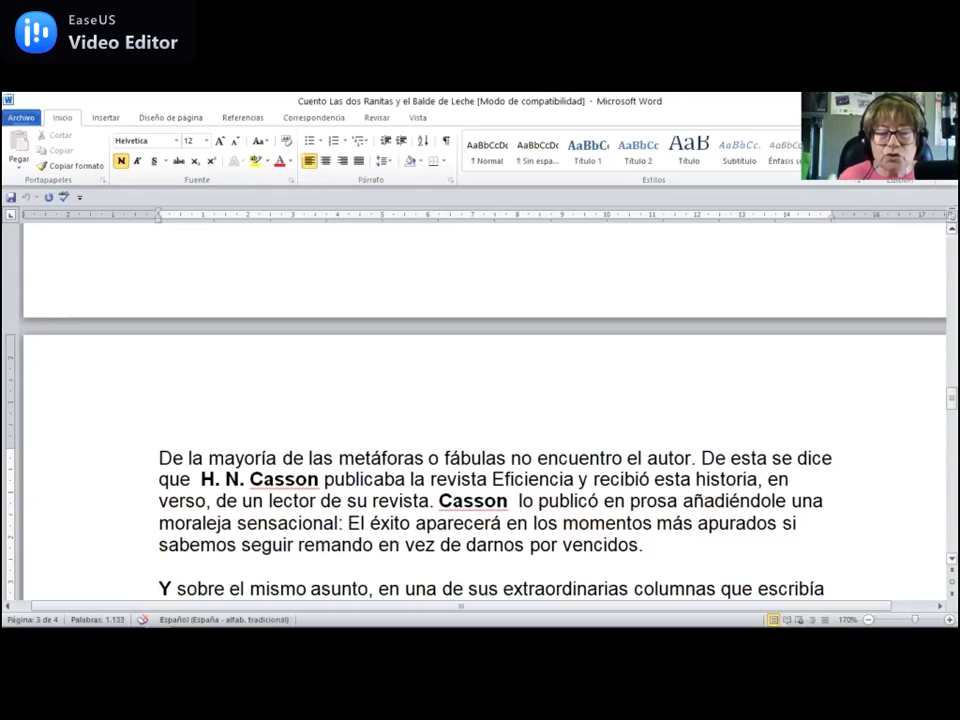 EaseUS
Video Editor
Cuento Las dos Ranitas y el Balde de Leche [Modo de compatibilidad] - Microsoft Word
Archivo Inicio Insertar Diseño de página Referencias Correspondencia Revisar Vista
Pegar
Cortar
Copiar
Copiar formato
Portapapeles
Helvetica 12
Fuente
Párrafo
AaBbCcDc AaBbCcDc AaBbC AaBbCc AaB AaBbCc. AaBbCcDc
¶ Normal ¶ Sin espa... Título 1 Título 2 Título Subtítulo Énfasis su
Estilos
De la mayoría de las metáforas o fábulas no encuentro el autor. De esta se dice
que H. N. Casson publicaba la revista Eficiencia y recibió esta historia, en
verso, de un lector de su revista. Casson lo publicó en prosa añadiéndole una
moraleja sensacional: El éxito aparecerá en los momentos más apurados si
sabemos seguir remando en vez de darnos por vencidos.
Y sobre el mismo asunto, en una de sus extraordinarias columnas que escribía
Página: 3 de 4 Palabras: 1.133 Español (España - alfab. tradicional) 170%